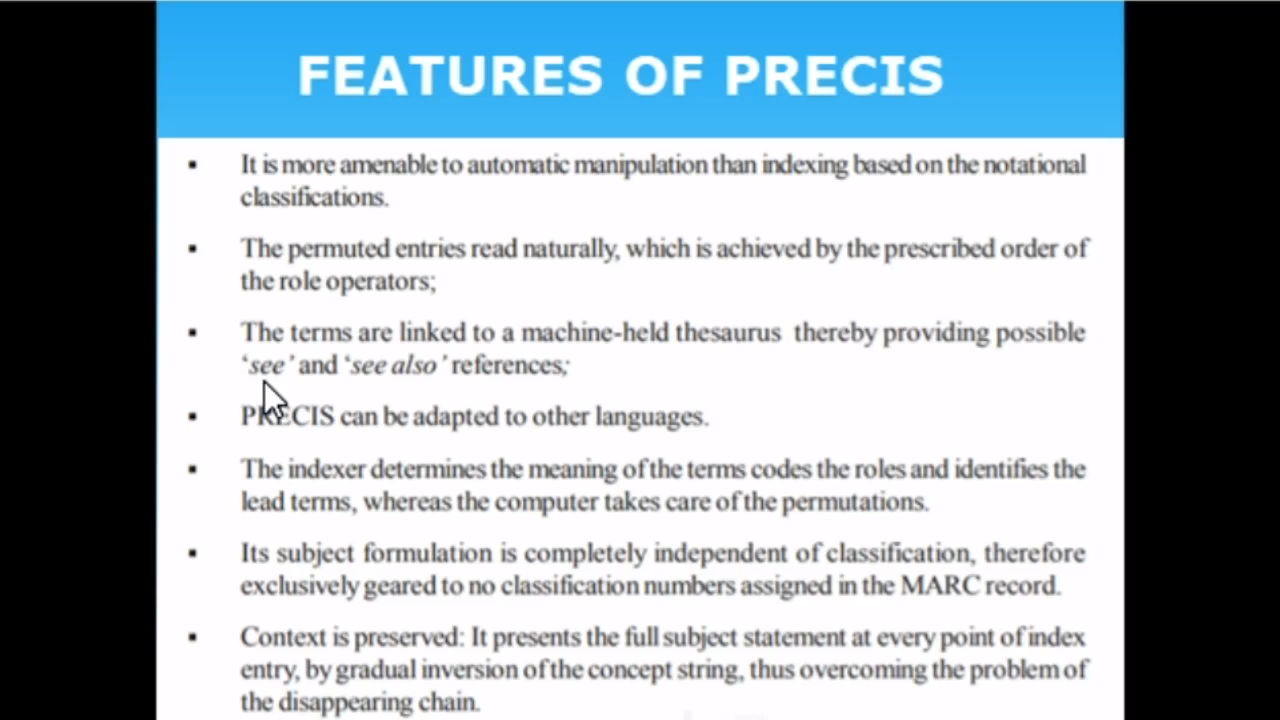 FEATURES OF PRECIS
▪ It is more amenable to automatic manipulation than indexing based on the notational
classifications.
▪ The permuted entries read naturally, which is achieved by the prescribed order of
the role operators;
▪ The terms are linked to a machine-held thesaurus thereby providing possible
‘see’ and ‘see also’ references;
▪ PRECIS can be adapted to other languages.
▪ The indexer determines the meaning of the terms codes the roles and identifies the
lead terms, whereas the computer takes care of the permutations.
▪ Its subject formulation is completely independent of classification, therefore
exclusively geared to no classification numbers assigned in the MARC record.
▪ Context is preserved: It presents the full subject statement at every point of index
entry, by gradual inversion of the concept string, thus overcoming the problem of
the disappearing chain.